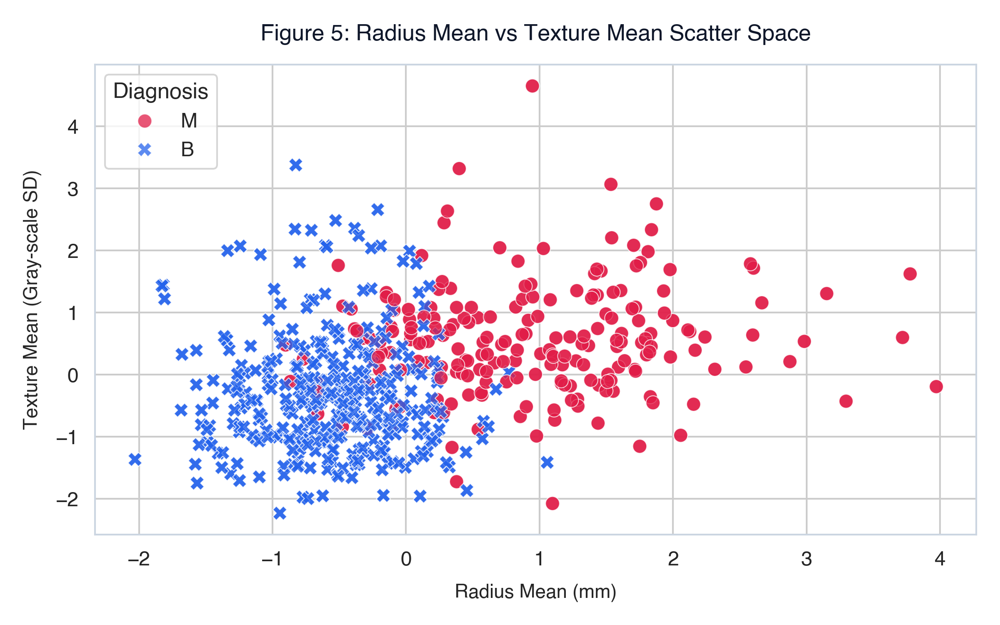 Figure 5: Radius Mean vs Texture Mean Scatter Space
Diagnosis
M
B
Texture Mean (Gray-scale SD)
4
3
2
1
0
−1
−2
−2
−1
0
1
2
3
4
Radius Mean (mm)